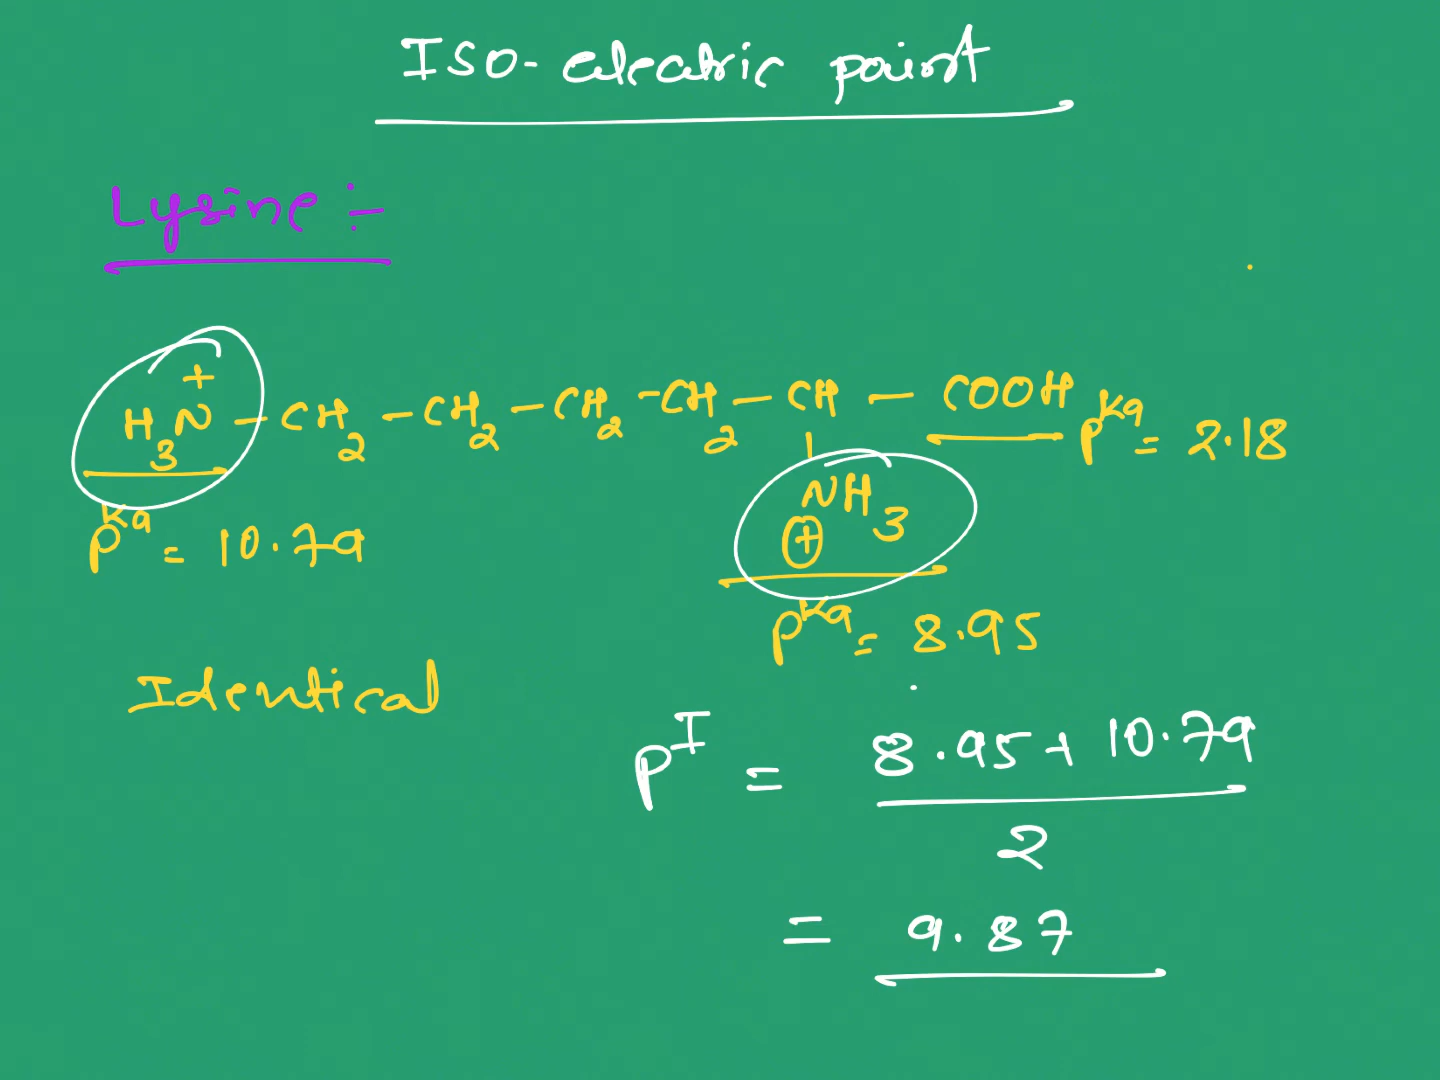 Iso-electric point
Lysine :-
H₃N⁺ – CH₂ – CH₂ – CH₂ – CH₂ – CH – COOH pKa = 2.18
NH₃
⊕
pKa = 10.79
pKa = 8.95
Identical
pI = 8.95 + 10.79
2
= 9.87